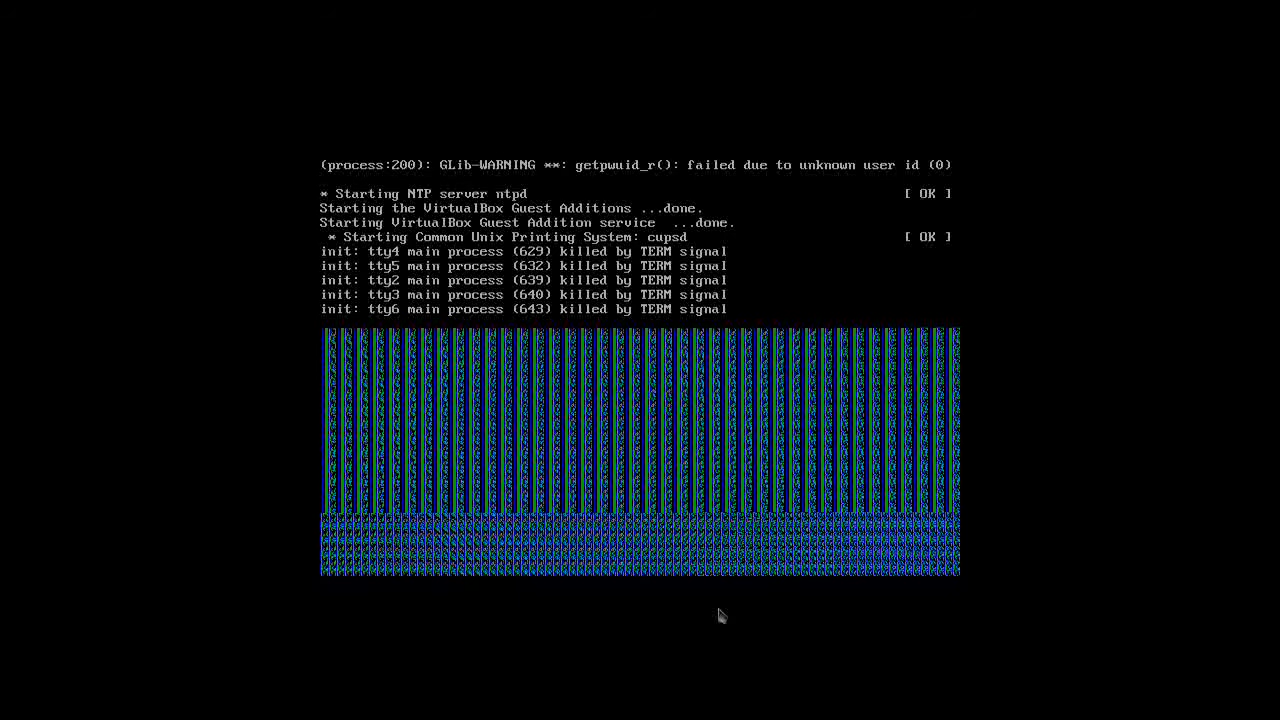 (process:200): GLib-WARNING **: getpwuid_r(): failed due to unknown user id (0)
* Starting NTP server ntpd [ OK ]
Starting the VirtualBox Guest Additions ...done.
Starting VirtualBox Guest Addition service  ...done.
* Starting Common Unix Printing System: cupsd [ OK ]
init: tty4 main process (629) killed by TERM signal
init: tty5 main process (632) killed by TERM signal
init: tty2 main process (639) killed by TERM signal
init: tty3 main process (640) killed by TERM signal
init: tty6 main process (643) killed by TERM signal